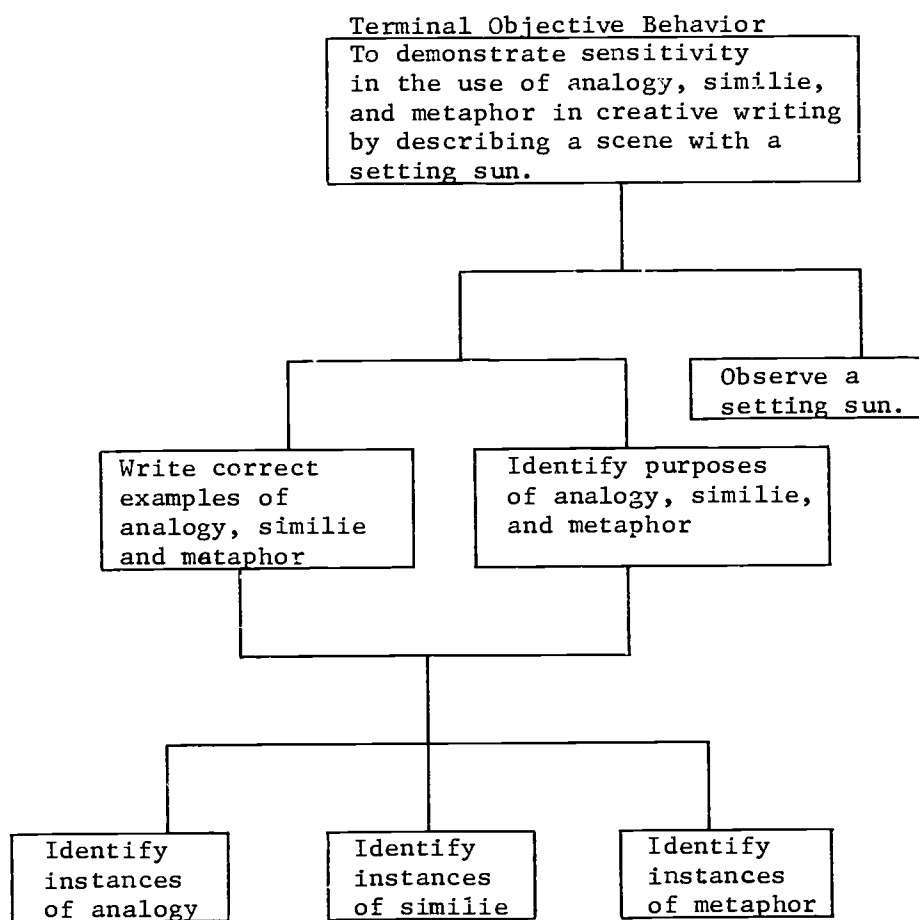 Terminal Objective Behavior
To demonstrate sensitivity
in the use of analogy, similie,
and metaphor in creative writing
by describing a scene with a
setting sun.
Observe a
setting sun.
Write correct
examples of
analogy, similie
and metaphor
Identify purposes
of analogy, similie,
and metaphor
Identify
instances
of analogy
Identify
instances
of similie
Identify
instances
of metaphor